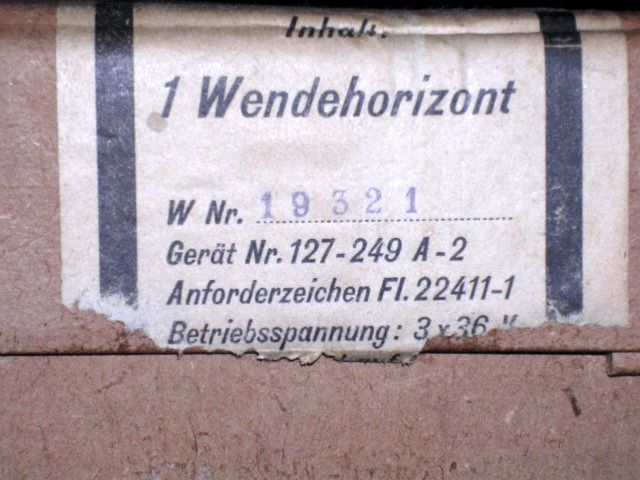 Inhalt:
1 Wendehorizont
W Nr. 19321
Gerät Nr. 127-249 A-2
Anforderzeichen Fl. 22411-1
Betriebsspannung: 3 x 36 V